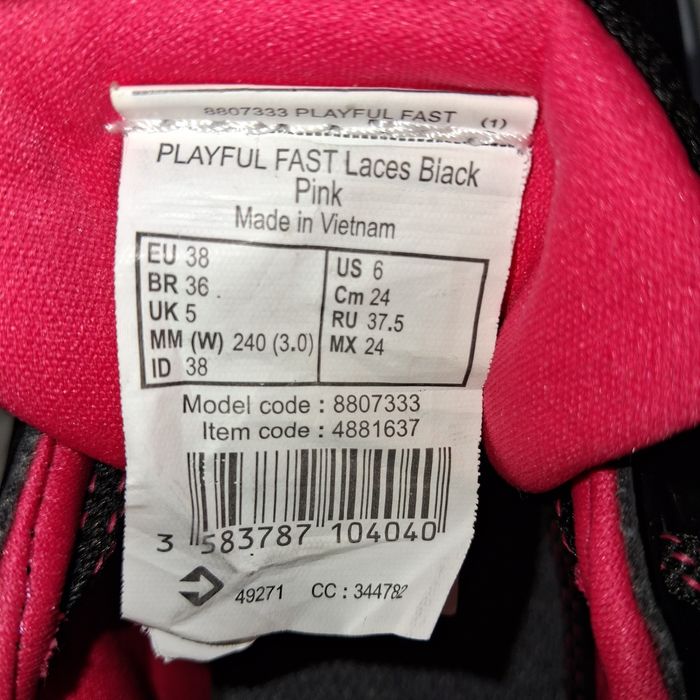 8807333 PLAYFUL FAST (1)
PLAYFUL FAST Laces Black
Pink
Made in Vietnam
EU 38
BR 36
UK 5
MM (W) 240 (3.0)
ID 38
US 6
Cm 24
RU 37.5
MX 24
Model code : 8807333
Item code : 4881637
3 583787 104040
49271 CC : 344782